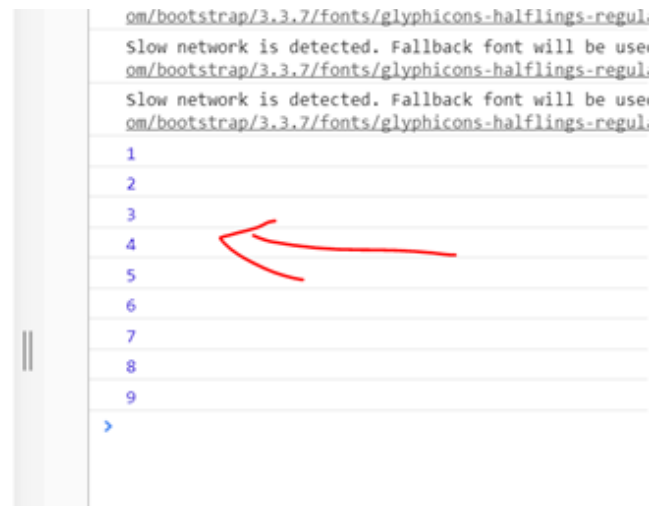 om/bootstrap/3.3.7/fonts/glyphicons-halflings-regul
Slow network is detected. Fallback font will be use
om/bootstrap/3.3.7/fonts/glyphicons-halflings-regul
Slow network is detected. Fallback font will be use
om/bootstrap/3.3.7/fonts/glyphicons-halflings-regul
1
2
3
4
5
6
7
8
9
>